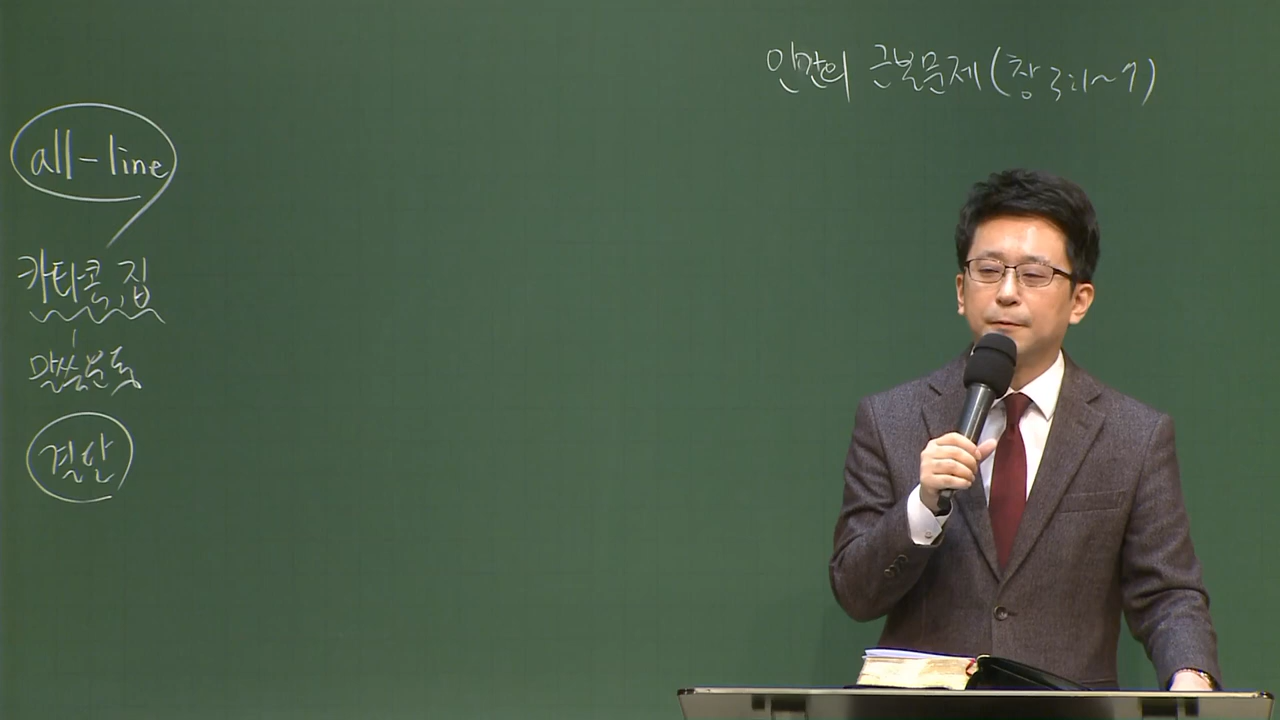 인간의 근본문제 (창 3:1~7)
all-line
카타콤, 집
말씀운동
결단